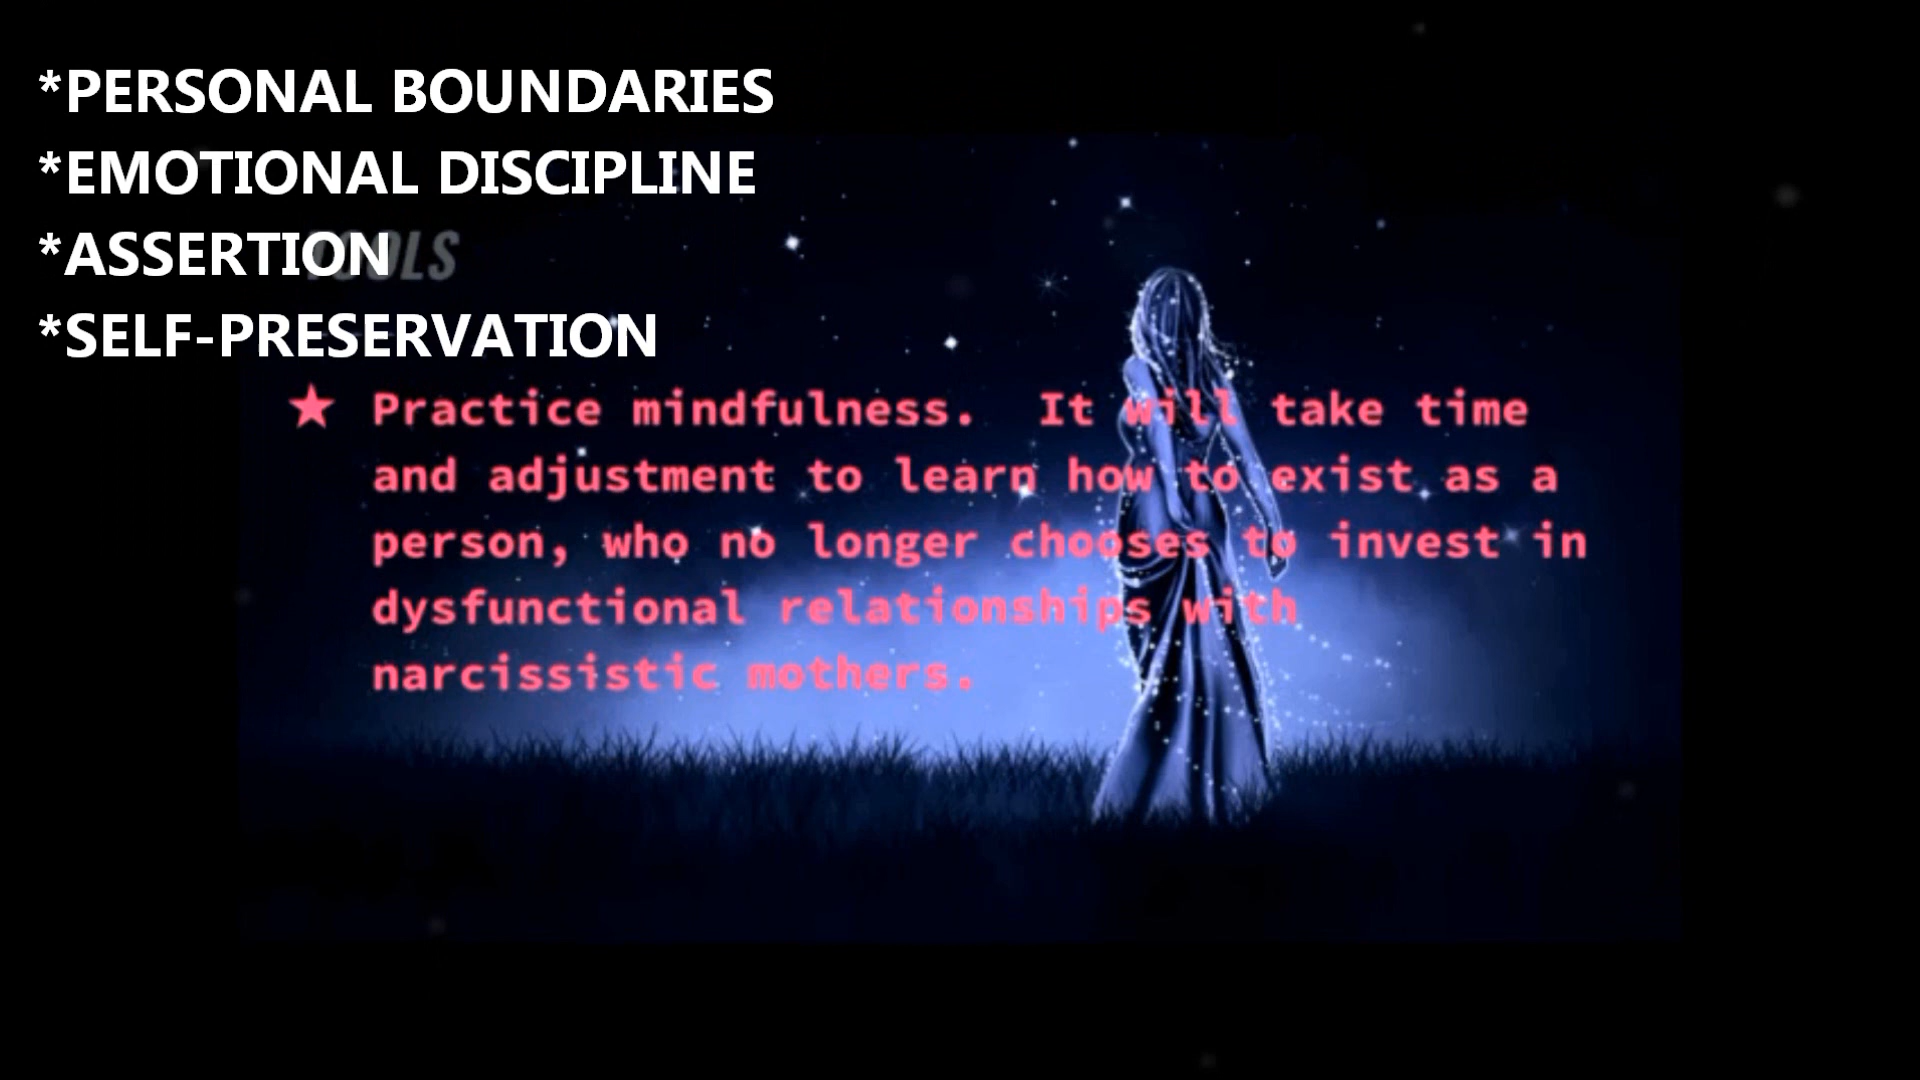 *PERSONAL BOUNDARIES
*EMOTIONAL DISCIPLINE
*ASSERTION
TOOLS
*SELF-PRESERVATION
★ Practice mindfulness. It will take time
and adjustment to learn how to exist as a
person, who no longer chooses to invest in
dysfunctional relationships with
narcissistic mothers.